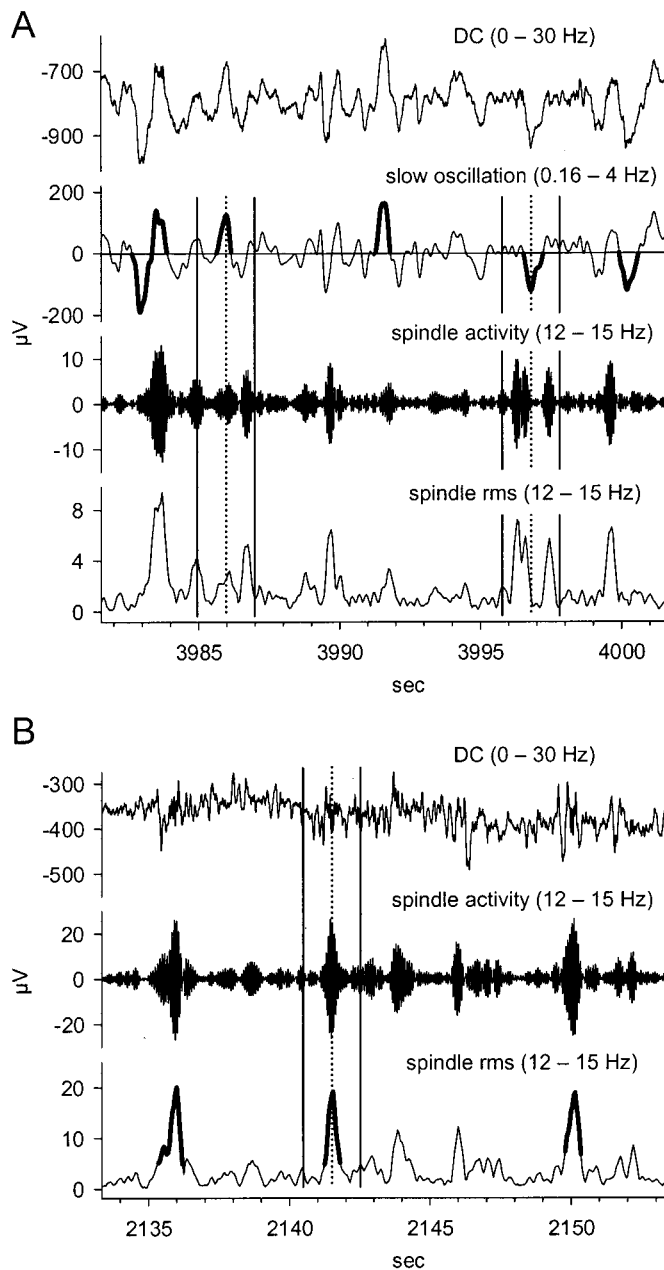 A
DC (0 – 30 Hz)
-700
-900
slow oscillation (0.16 – 4 Hz)
200
0
-200
µV
spindle activity (12 – 15 Hz)
10
0
-10
spindle rms (12 – 15 Hz)
8
4
0
3985 3990 3995 4000
sec
B
DC (0 – 30 Hz)
-300
-400
-500
spindle activity (12 – 15 Hz)
µV
20
0
-20
spindle rms (12 – 15 Hz)
20
10
0
2135 2140 2145 2150
sec